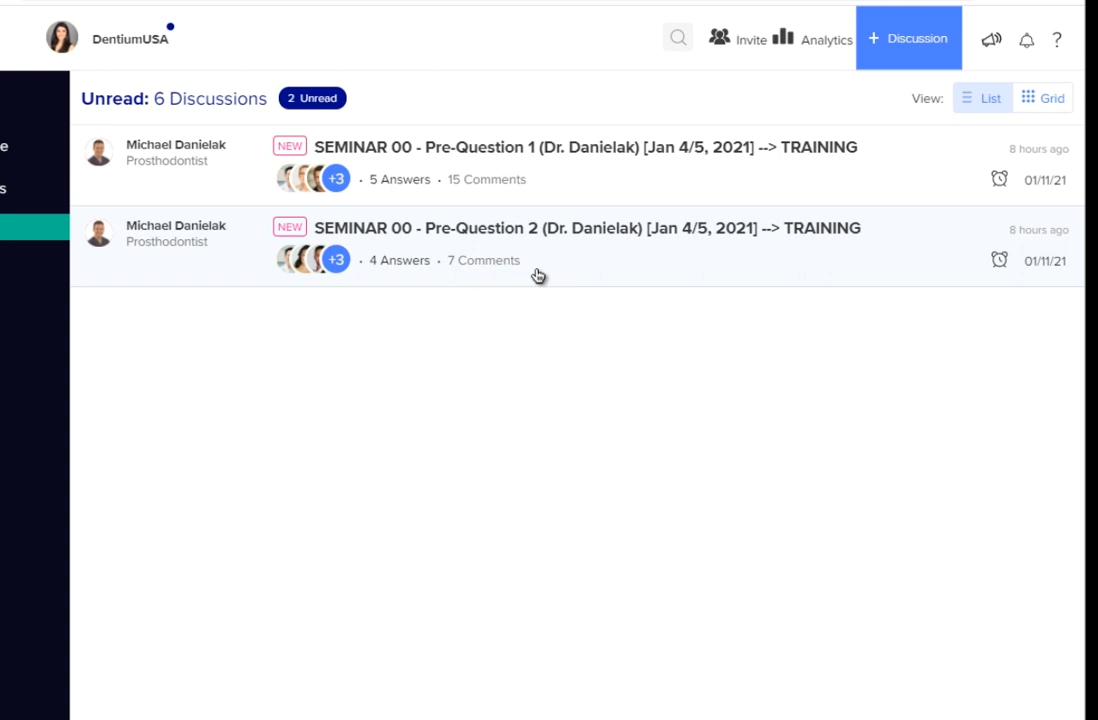 DentiumUSA
Invite
Analytics
+ Discussion
?
e
s
Unread: 6 Discussions
2 Unread
View:
List
Grid
Michael Danielak
Prosthodontist
NEW
SEMINAR 00 - Pre-Question 1 (Dr. Danielak) [Jan 4/5, 2021] --> TRAINING
8 hours ago
+3
· 5 Answers · 15 Comments
01/11/21
Michael Danielak
Prosthodontist
NEW
SEMINAR 00 - Pre-Question 2 (Dr. Danielak) [Jan 4/5, 2021] --> TRAINING
8 hours ago
+3
· 4 Answers · 7 Comments
01/11/21